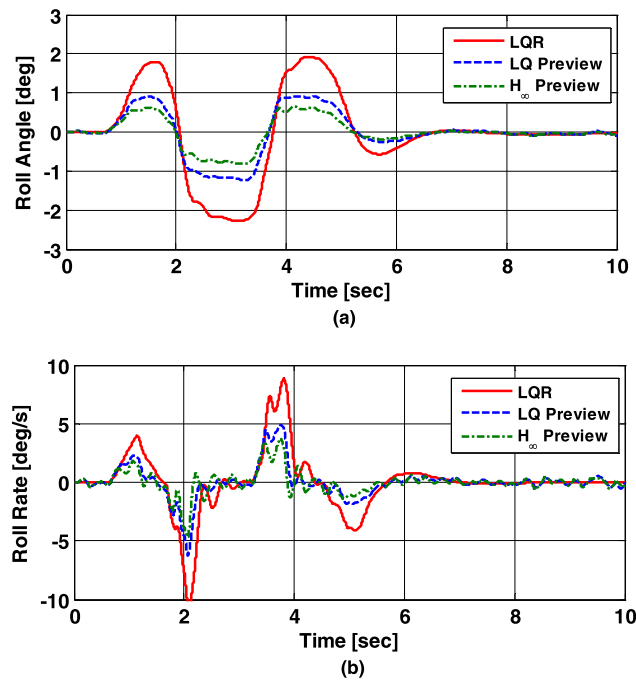 3
2
1
0
-1
-2
-3
Roll Angle [deg]
LQR
LQ Preview
H∞ Preview
0
2
4
6
8
10
Time [sec]
(a)
10
5
0
-5
-10
Roll Rate [deg/s]
LQR
LQ Preview
H∞ Preview
0
2
4
6
8
10
Time [sec]
(b)